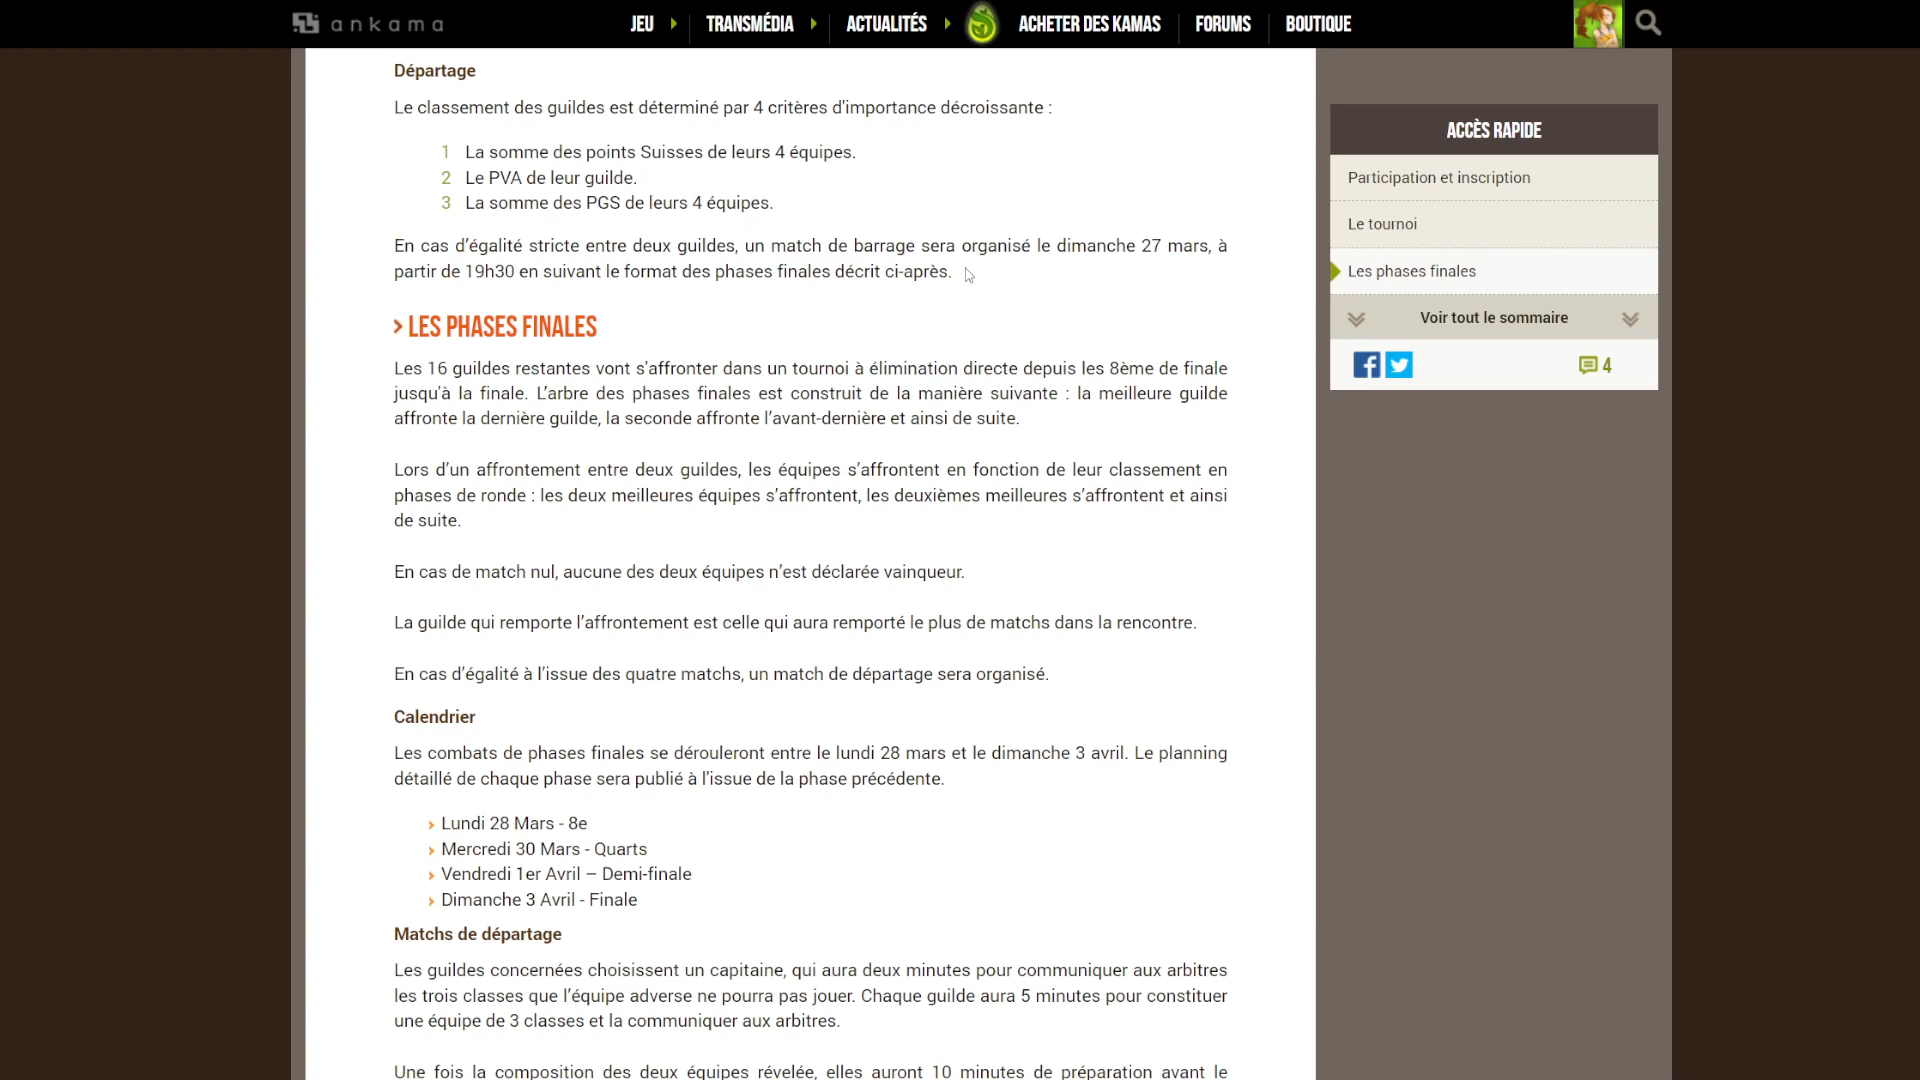 ankama
JEU
TRANSMÉDIA
ACTUALITÉS
ACHETER DES KAMAS
FORUMS
BOUTIQUE
Départage
Le classement des guildes est déterminé par 4 critères d'importance décroissante :
1 La somme des points Suisses de leurs 4 équipes.
2 Le PVA de leur guilde.
3 La somme des PGS de leurs 4 équipes.
En cas d’égalité stricte entre deux guildes, un match de barrage sera organisé le dimanche 27 mars, à
partir de 19h30 en suivant le format des phases finales décrit ci-après.
LES PHASES FINALES
Les 16 guildes restantes vont s’affronter dans un tournoi à élimination directe depuis les 8ème de finale
jusqu'à la finale. L’arbre des phases finales est construit de la manière suivante : la meilleure guilde
affronte la dernière guilde, la seconde affronte l’avant-dernière et ainsi de suite.
Lors d’un affrontement entre deux guildes, les équipes s’affrontent en fonction de leur classement en
phases de ronde : les deux meilleures équipes s’affrontent, les deuxièmes meilleures s’affrontent et ainsi
de suite.
En cas de match nul, aucune des deux équipes n’est déclarée vainqueur.
La guilde qui remporte l’affrontement est celle qui aura remporté le plus de matchs dans la rencontre.
En cas d’égalité à l’issue des quatre matchs, un match de départage sera organisé.
Calendrier
Les combats de phases finales se dérouleront entre le lundi 28 mars et le dimanche 3 avril. Le planning
détaillé de chaque phase sera publié à l’issue de la phase précédente.
Lundi 28 Mars - 8e
Mercredi 30 Mars - Quarts
Vendredi 1er Avril – Demi-finale
Dimanche 3 Avril - Finale
Matchs de départage
Les guildes concernées choisissent un capitaine, qui aura deux minutes pour communiquer aux arbitres
les trois classes que l’équipe adverse ne pourra pas jouer. Chaque guilde aura 5 minutes pour constituer
une équipe de 3 classes et la communiquer aux arbitres.
Une fois la composition des deux équipes révelée, elles auront 10 minutes de préparation avant le
ACCÈS RAPIDE
Participation et inscription
Le tournoi
Les phases finales
Voir tout le sommaire
4